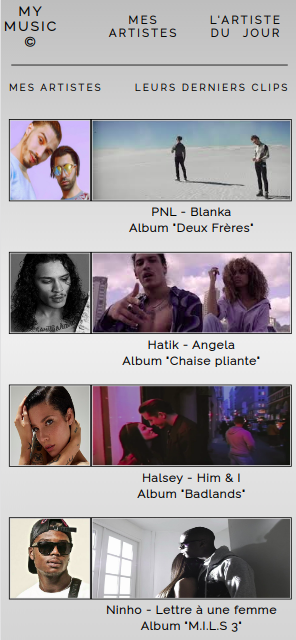 MY
MUSIC
©
MES
ARTISTES
L'ARTISTE
DU JOUR
MES ARTISTES
LEURS DERNIERS CLIPS
PNL - Blanka
Album "Deux Frères"
Hatik - Angela
Album "Chaise pliante"
Halsey - Him & I
Album "Badlands"
Ninho - Lettre à une femme
Album "M.I.L.S 3"